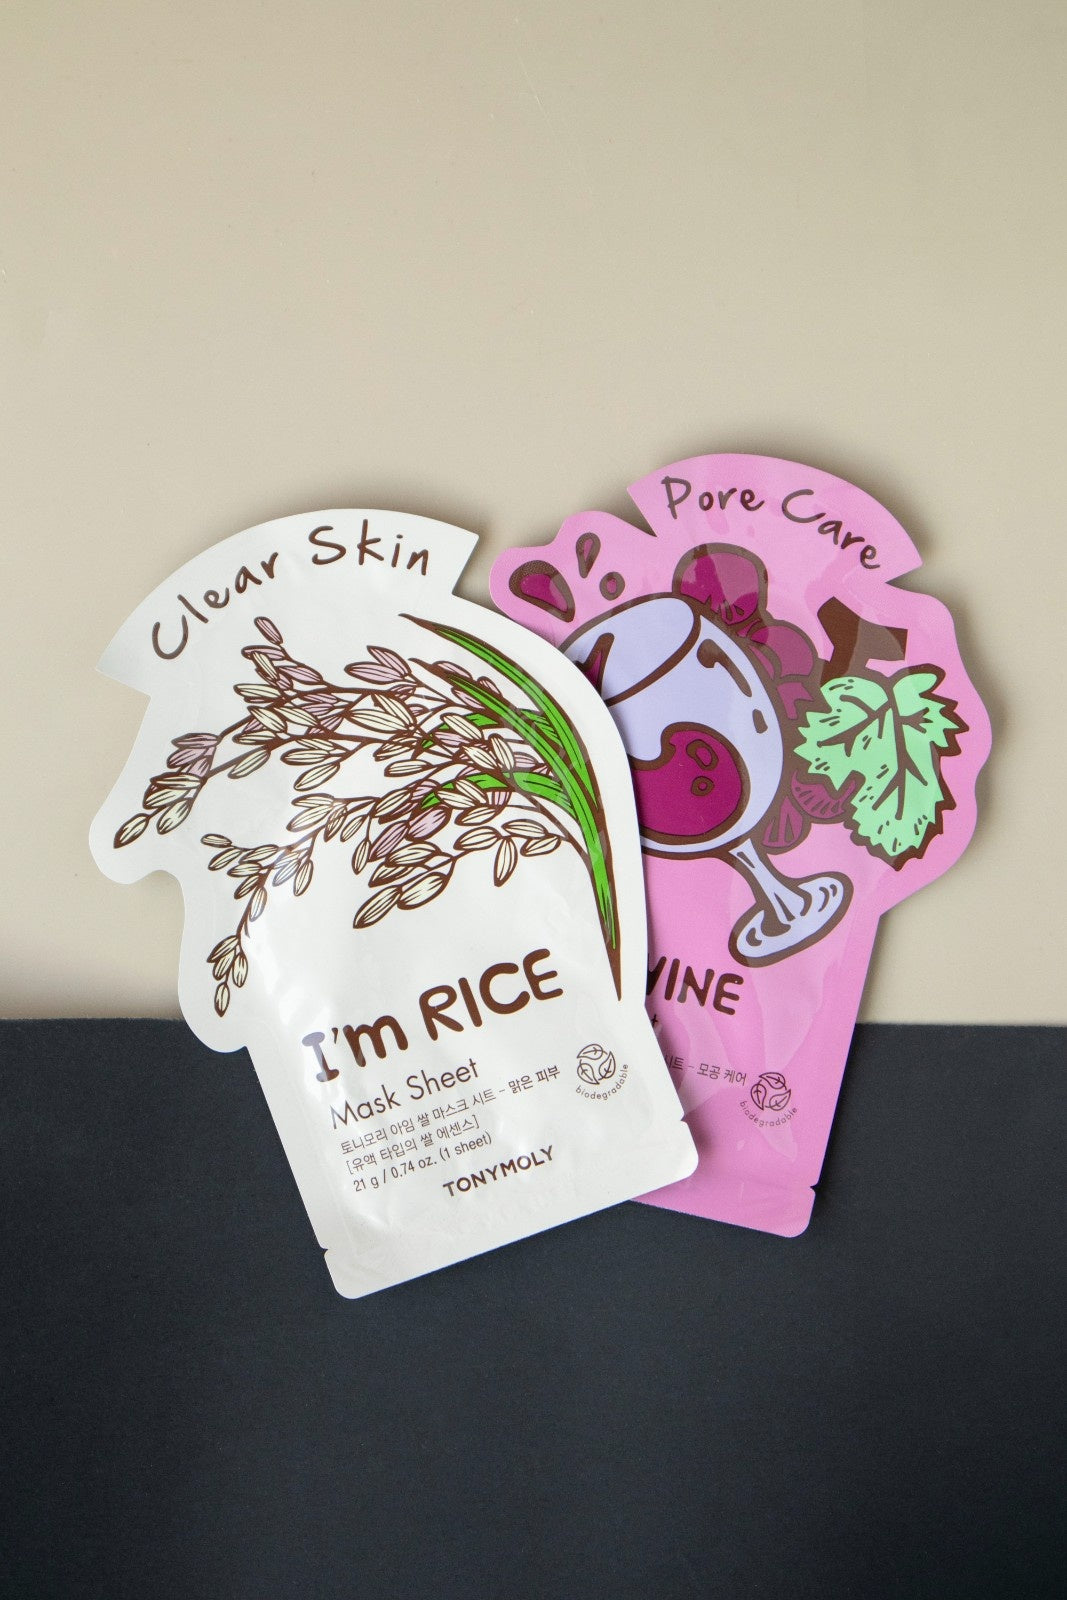 Clear Skin
I'm RICE
Mask Sheet
토니모리 아임 쌀 마스크 시트 - 맑은 피부
[유액 타입의 쌀 에센스]
21 g / 0.74 oz. (1 sheet)
biodegradable
TONYMOLY
Pore Care
WINE
시트 - 모공 케어
biodegradable